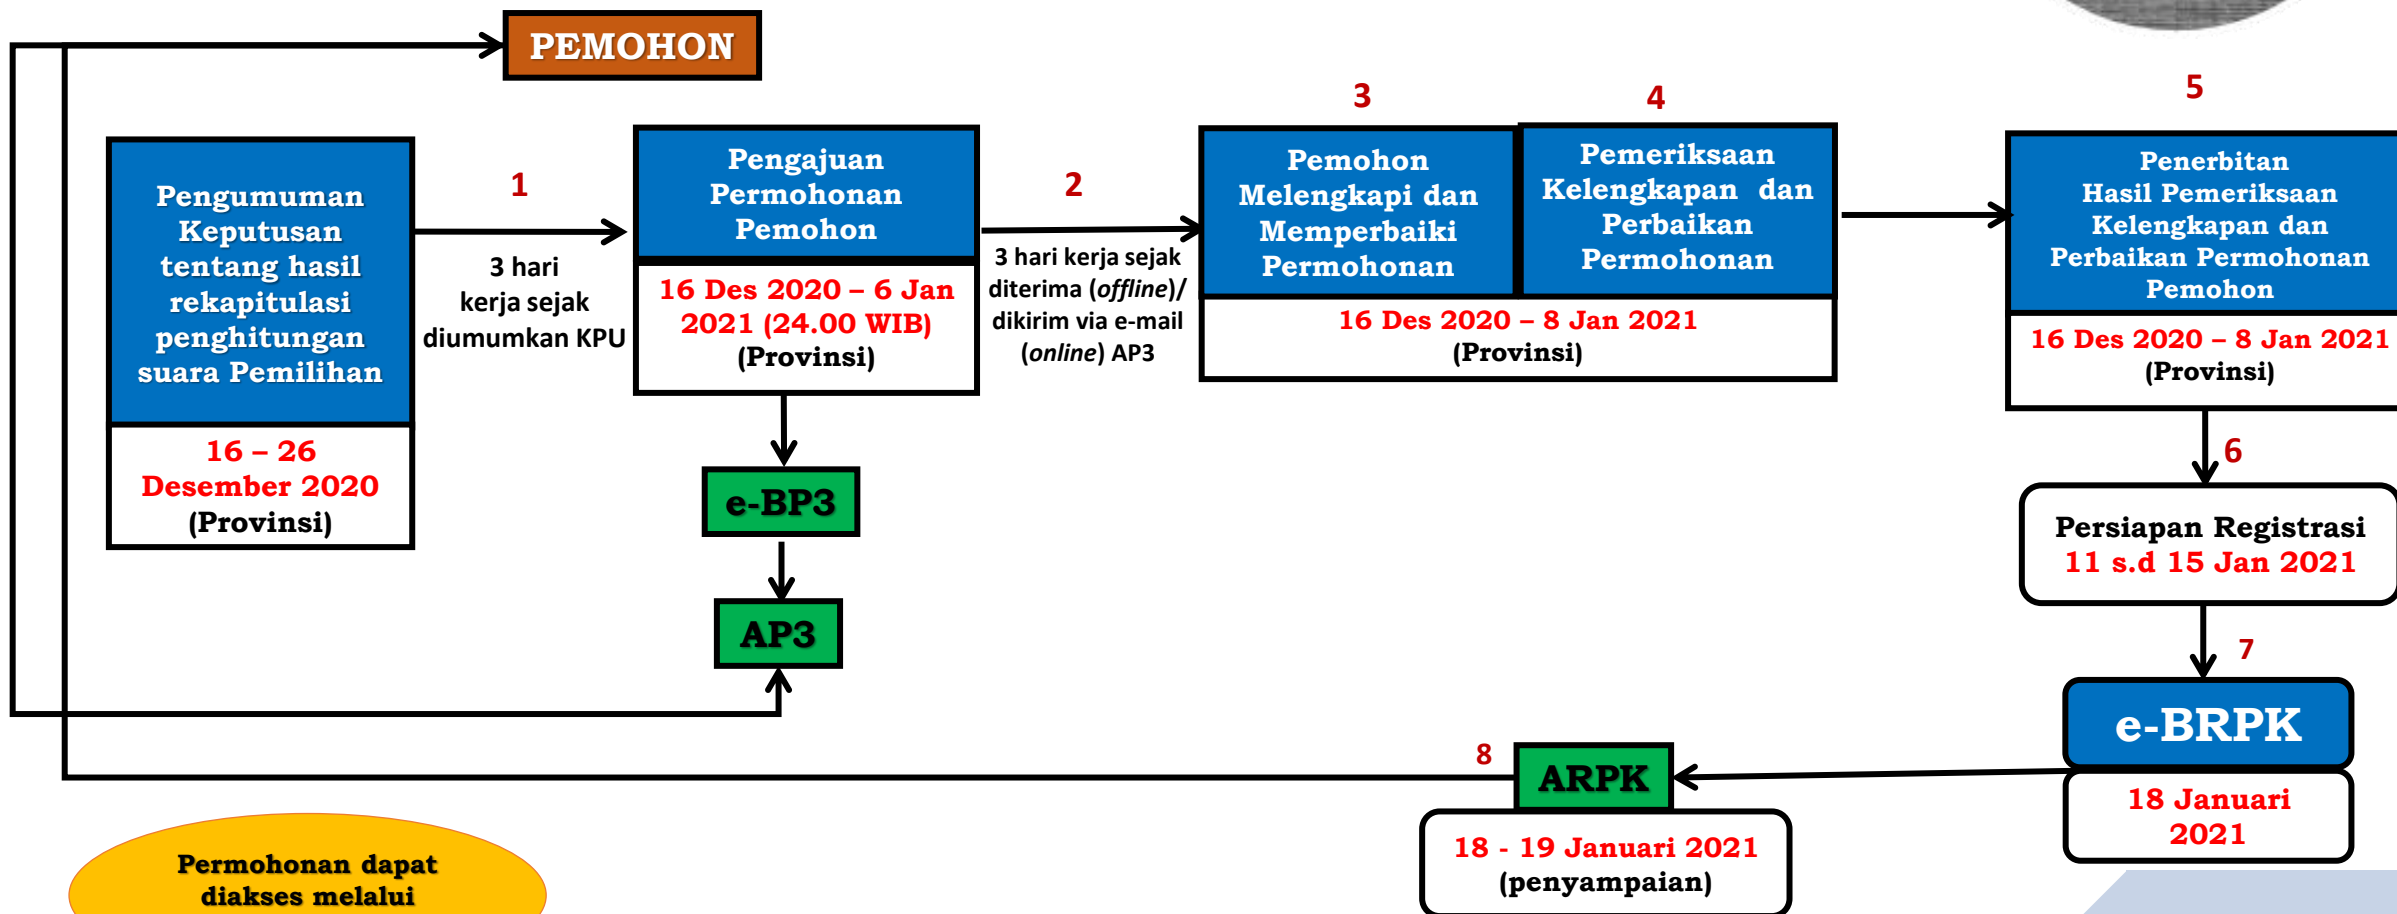 PEMOHON
Pengumuman
Keputusan
tentang hasil
rekapitulasi
penghitungan
suara Pemilihan
16 – 26
Desember 2020
(Provinsi)
1
3 hari
kerja sejak
diumumkan KPU
Pengajuan
Permohonan
Pemohon
16 Des 2020 – 6 Jan
2021 (24.00 WIB)
(Provinsi)
e-BP3
AP3
2
3 hari kerja sejak
diterima (offline)/
dikirim via e-mail
(online) AP3
3
Pemohon
Melengkapi dan
Memperbaiki
Permohonan
4
Pemeriksaan
Kelengkapan dan
Perbaikan
Permohonan
16 Des 2020 – 8 Jan 2021
(Provinsi)
5
Penerbitan
Hasil Pemeriksaan
Kelengkapan dan
Perbaikan Permohonan
Pemohon
16 Des 2020 – 8 Jan 2021
(Provinsi)
6
Persiapan Registrasi
11 s.d 15 Jan 2021
7
e-BRPK
18 Januari
2021
8
ARPK
18 - 19 Januari 2021
(penyampaian)
Permohonan dapat
diakses melalui